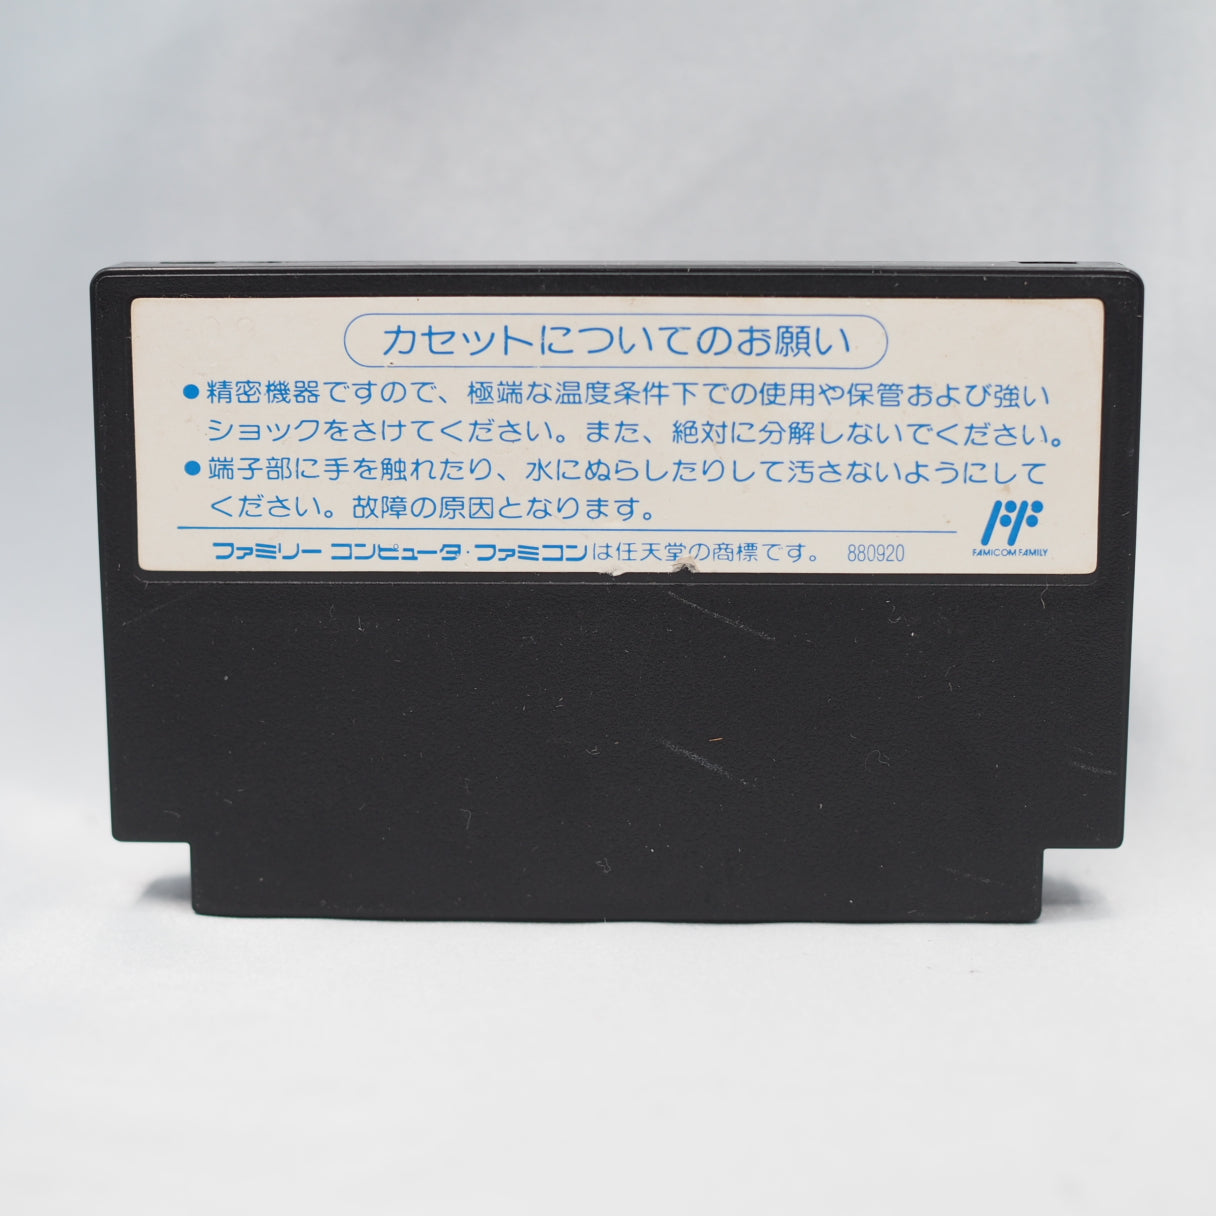 カセットについてのお願い
●精密機器ですので、極端な温度条件下での使用や保管および強い
ショックをさけてください。また、絶対に分解しないでください。
●端子部に手を触れたり、水にぬらしたりして汚さないようにして
ください。故障の原因となります。
FAMICOM FAMILY
ファミリーコンピュータ・ファミコンは任天堂の商標です。 880920